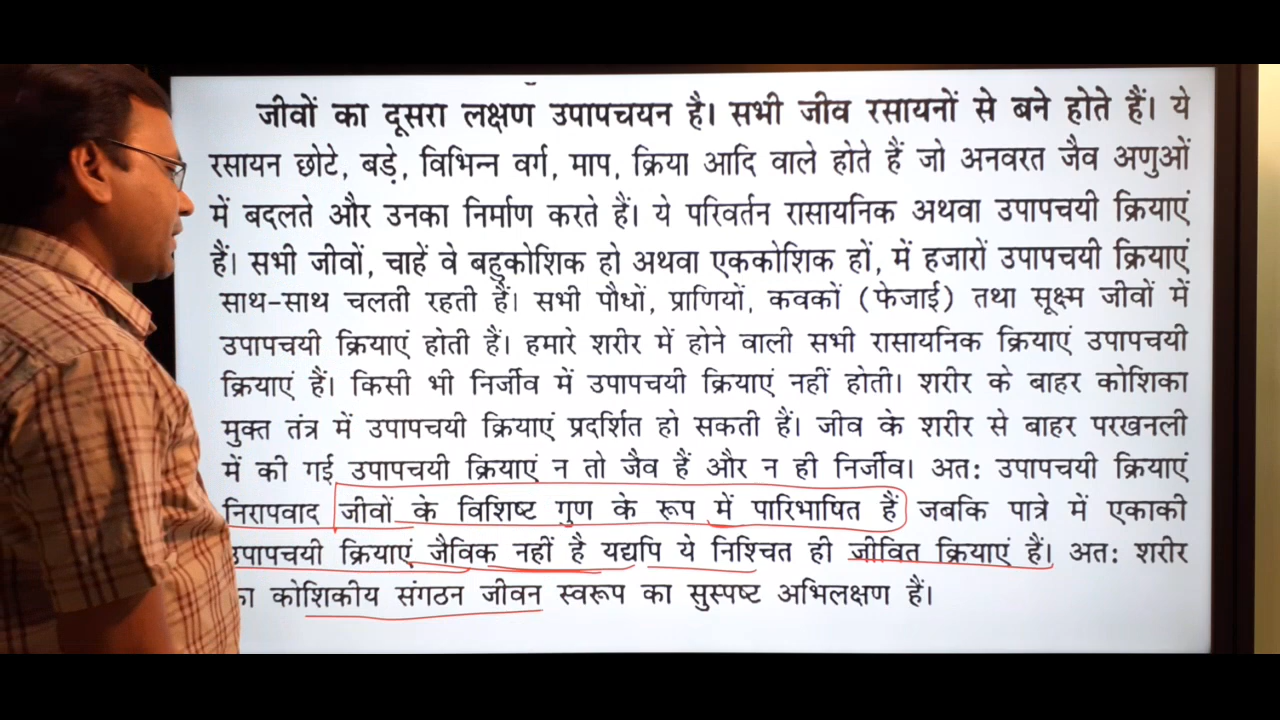 जीवों का दूसरा लक्षण उपापचयन है। सभी जीव रसायनों से बने होते हैं। ये
रसायन छोटे, बड़े, विभिन्न वर्ग, माप, क्रिया आदि वाले होते हैं जो अनवरत जैव अणुओं
में बदलते और उनका निर्माण करते हैं। ये परिवर्तन रासायनिक अथवा उपापचयी क्रियाएं
हैं। सभी जीवों, चाहें वे बहुकोशिक हो अथवा एककोशिक हों, में हजारों उपापचयी क्रियाएं
साथ-साथ चलती रहती हैं। सभी पौधों, प्राणियों, कवकों (फेजाई) तथा सूक्ष्म जीवों में
उपापचयी क्रियाएं होती हैं। हमारे शरीर में होने वाली सभी रासायनिक क्रियाएं उपापचयी
क्रियाएं हैं। किसी भी निर्जीव में उपापचयी क्रियाएं नहीं होती। शरीर के बाहर कोशिका
मुक्त तंत्र में उपापचयी क्रियाएं प्रदर्शित हो सकती हैं। जीव के शरीर से बाहर परखनली
में की गई उपापचयी क्रियाएं न तो जैव हैं और न ही निर्जीव। अतः उपापचयी क्रियाएं
निरापवाद जीवों के विशिष्ट गुण के रूप में पारिभाषित हैं जबकि पात्रे में एकाकी
उपापचयी क्रियाएं जैविक नहीं है यद्यपि ये निश्चित ही जीवित क्रियाएं हैं। अतः शरीर
कोशिकीय संगठन जीवन स्वरूप का सुस्पष्ट अभिलक्षण हैं।